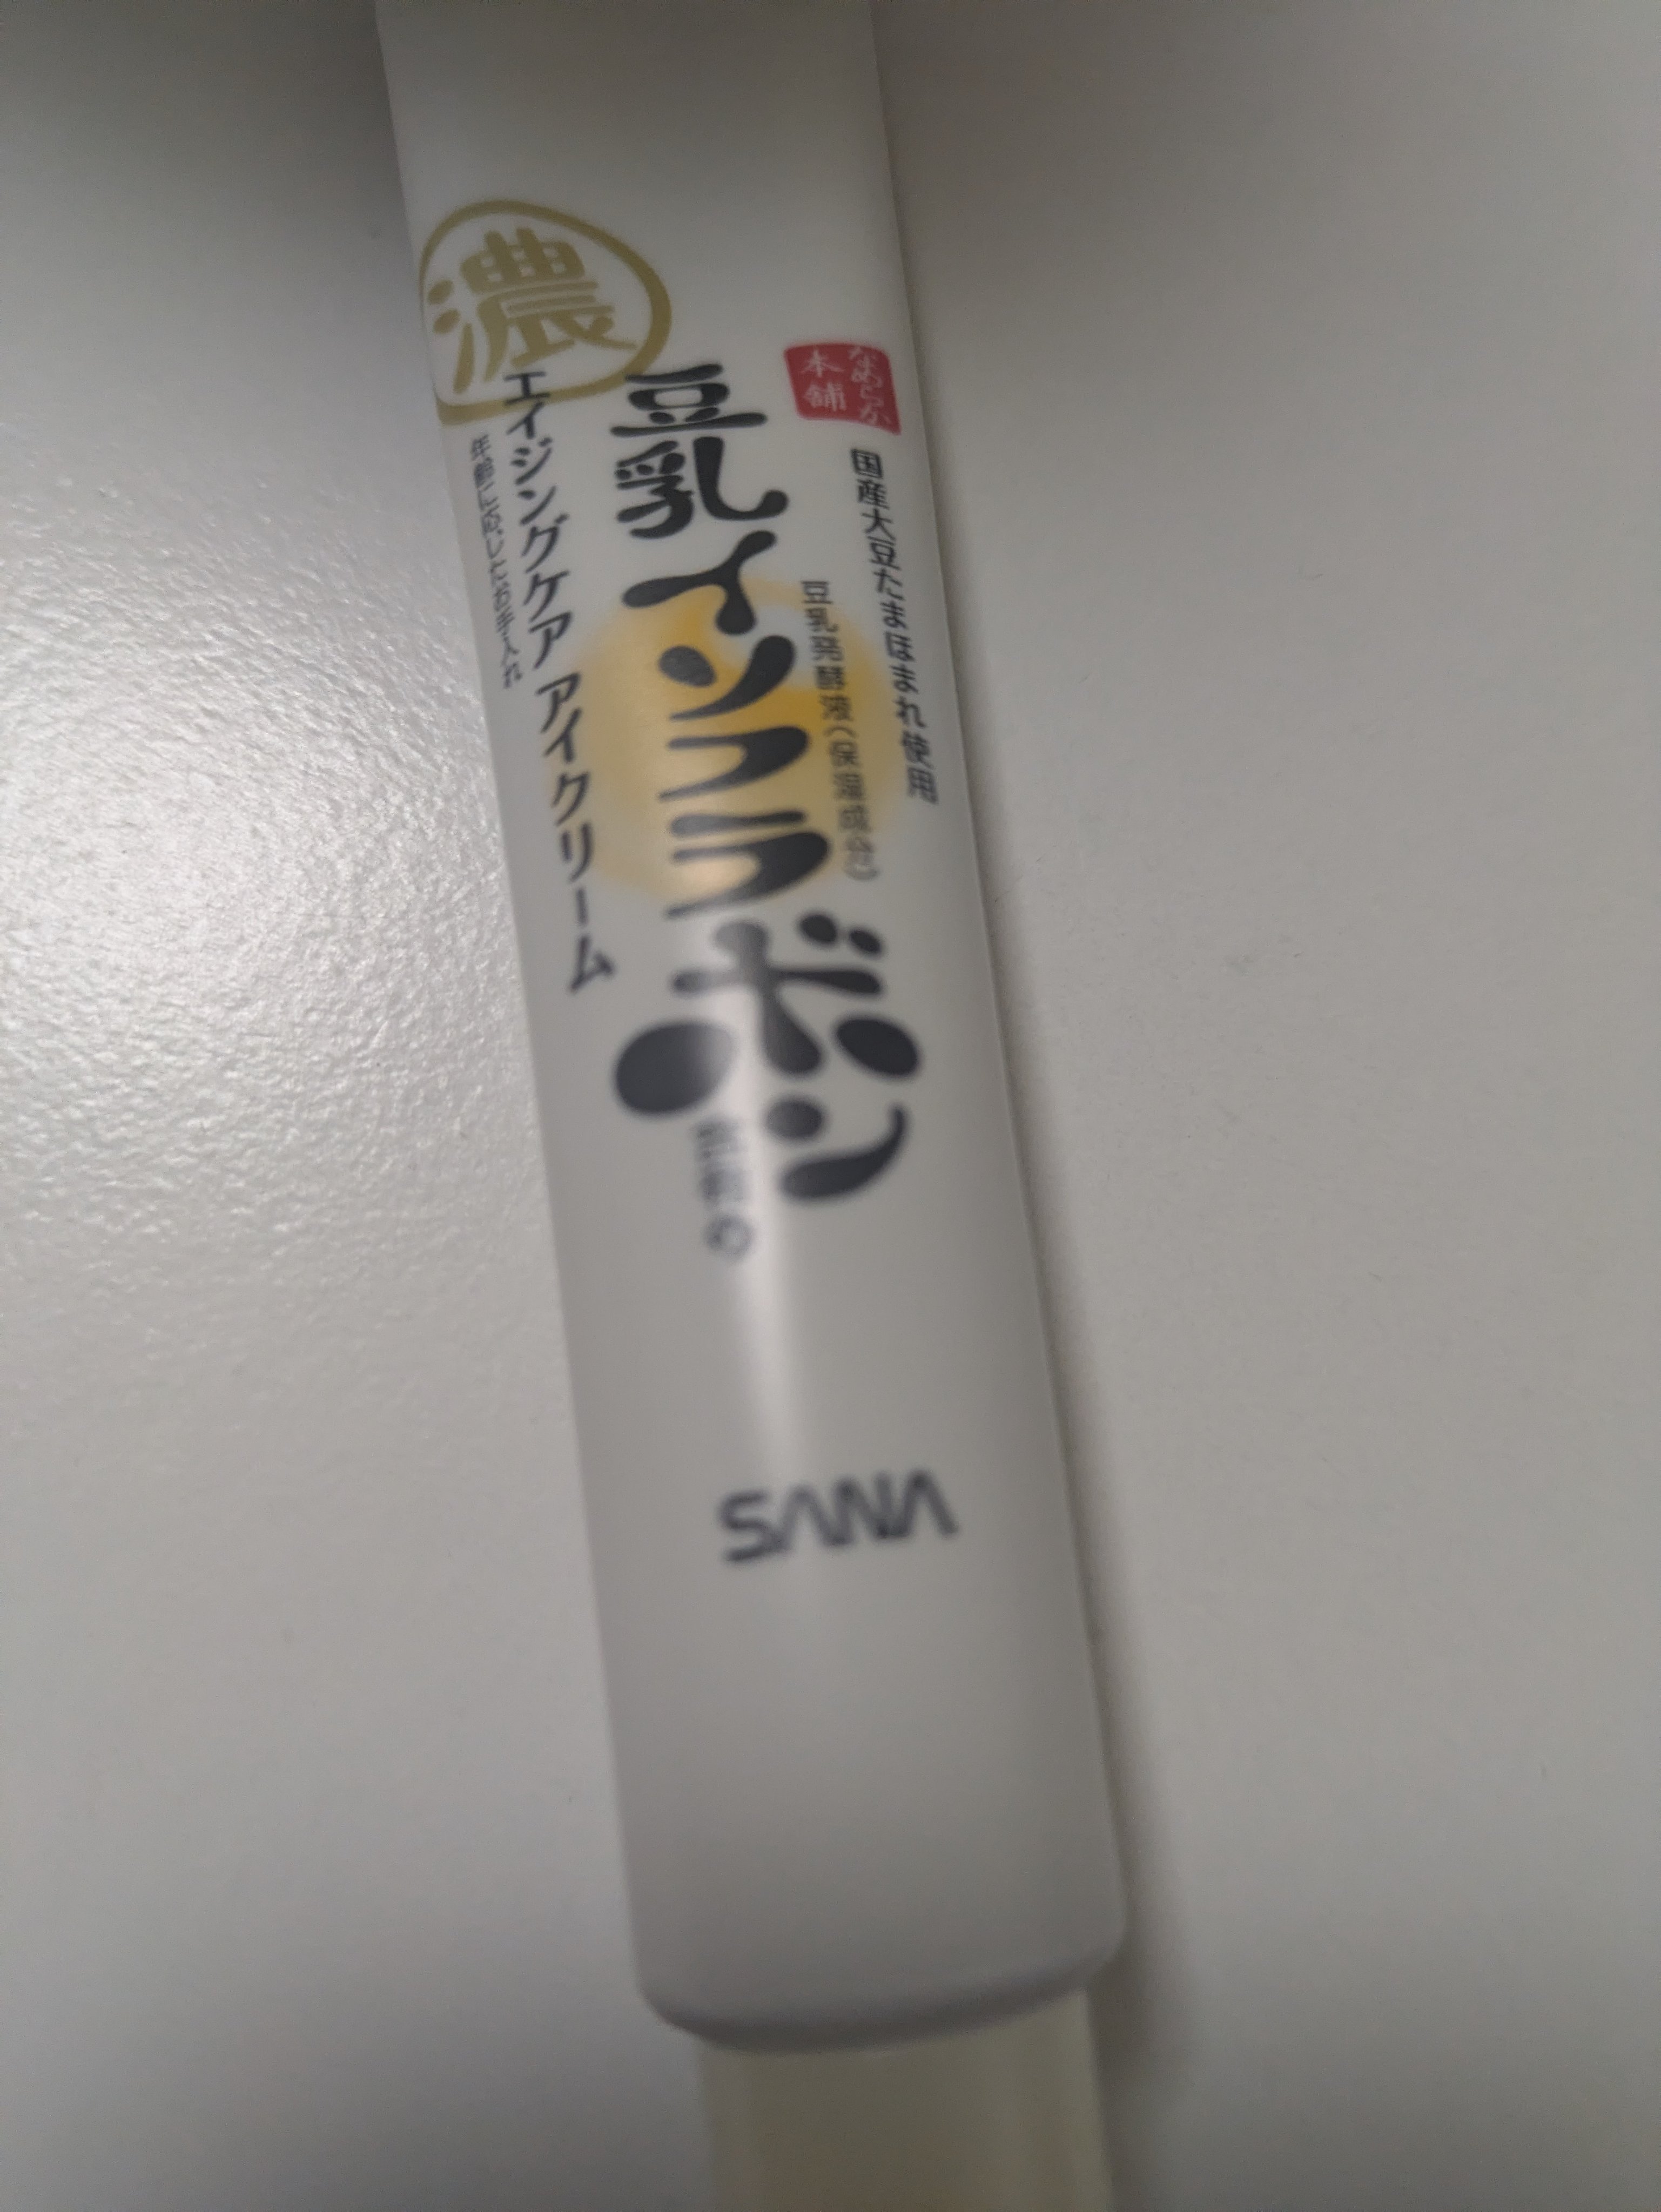 なめらか
本舗
国産大豆たまほまれ使用
豆乳発酵液(保湿成分)
豆乳イソフラボン
の
濃
エイジングケア アイクリーム
年齢に応じたお手入れ
SANA